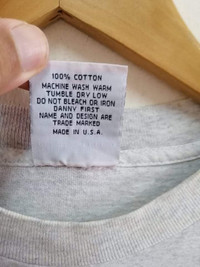 100% COTTON
MACHINE WASH WARM
TUMBLE DRY LOW
DO NOT BLEACH OR IRON
DANNY FIRST
NAME AND DESIGN ARE
TRADE MARKED
MADE IN U.S.A.